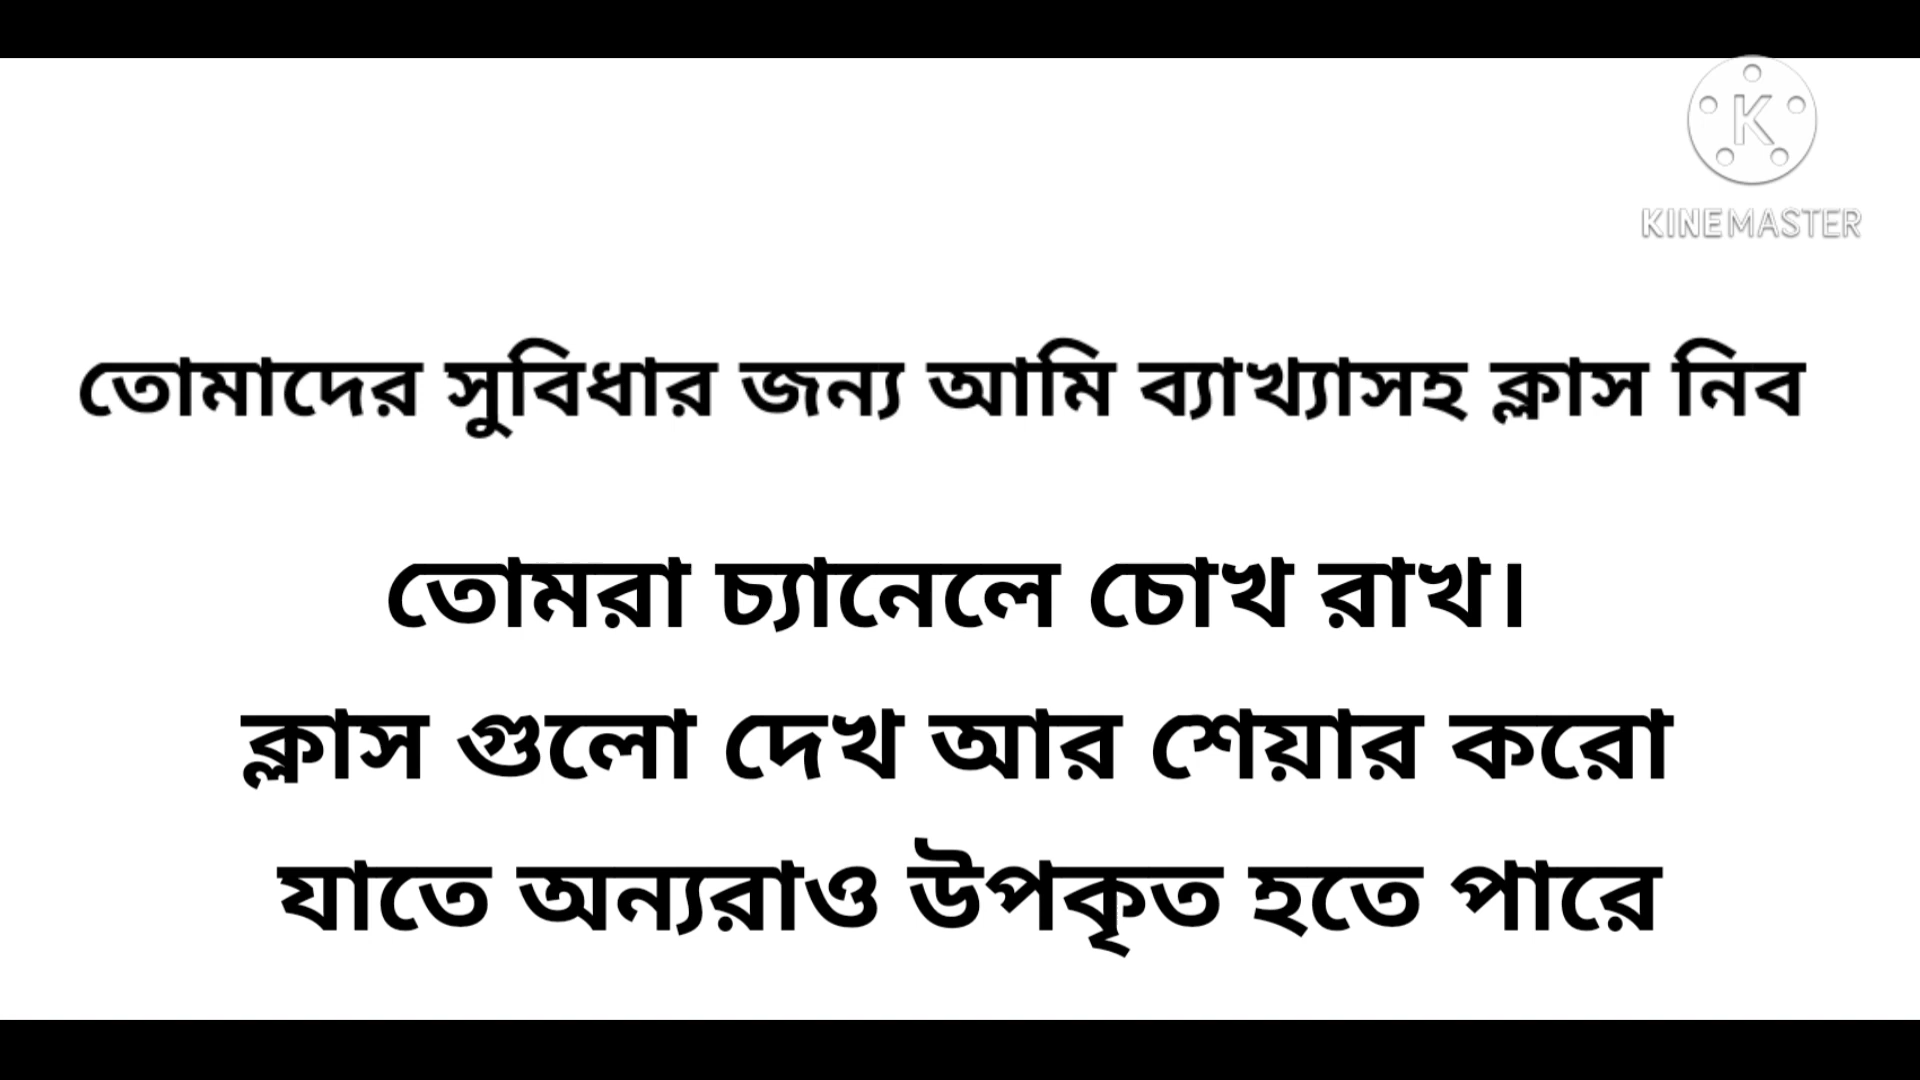 KINEMASTER
তোমাদের সুবিধার জন্য আমি ব্যাখ্যাসহ ক্লাস নিব
তোমরা চ্যানেলে চোখ রাখ।
ক্লাস গুলো দেখ আর শেয়ার করো
যাতে অন্যরাও উপকৃত হতে পারে